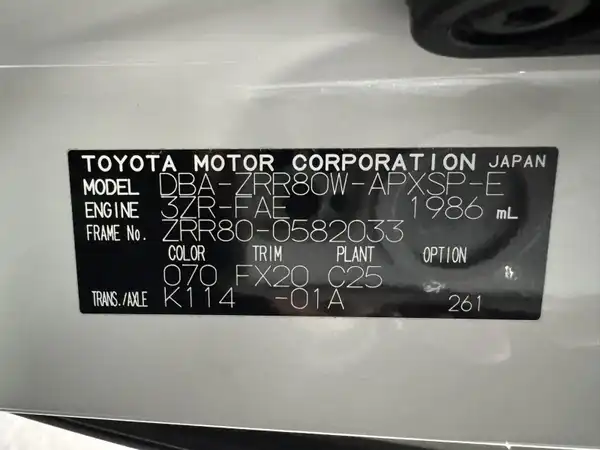 TOYOTA MOTOR CORPORATION JAPAN
MODEL DBA-ZRR80W-APXSP-E
ENGINE 3ZR-FAE 1986 mL
FRAME No. ZRR80-0582033
COLOR TRIM PLANT OPTION
070 FX20 C25
TRANS./AXLE K114 -01A 261